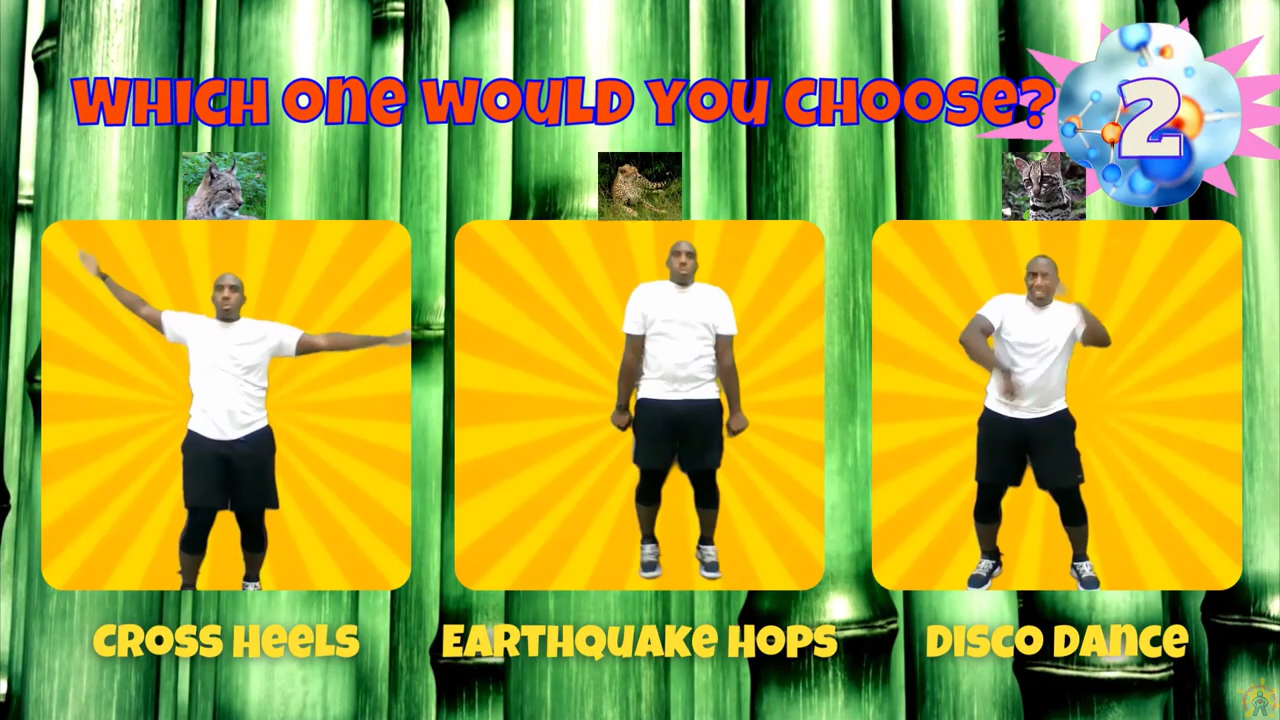 WHICH ONE WOULD YOU CHOOSE?
2
CROSS HEELS
EARTHQUAKE HOPS
DISCO DANCE